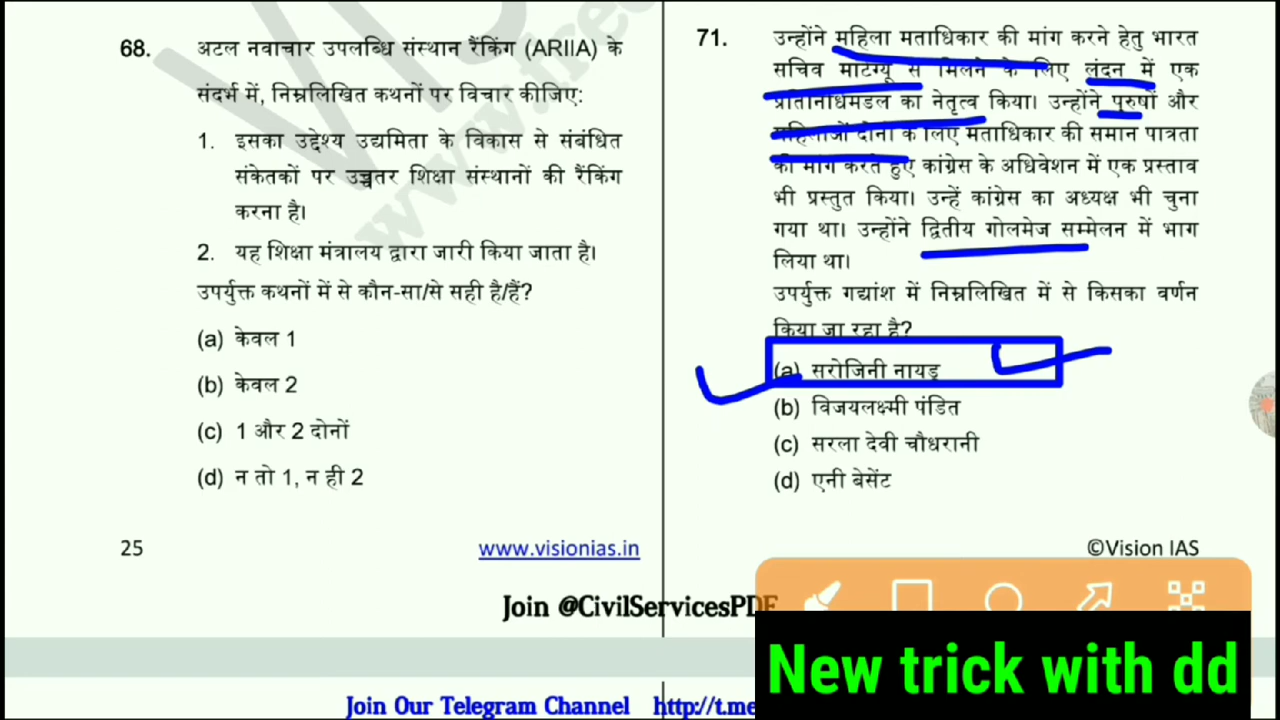 68. अटल नवाचार उपलब्धि संस्थान रैंकिंग (ARIIA) के
संदर्भ में, निम्नलिखित कथनों पर विचार कीजिए:
1. इसका उद्देश्य उद्यमिता के विकास से संबंधित
संकेतकों पर उच्चतर शिक्षा संस्थानों की रैंकिंग
करना है।
2. यह शिक्षा मंत्रालय द्वारा जारी किया जाता है।
उपर्युक्त कथनों में से कौन-सा/से सही है/हैं?
(a) केवल 1
(b) केवल 2
(c) 1 और 2 दोनों
(d) न तो 1, न ही 2
71. उन्होंने महिला मताधिकार की मांग करने हेतु भारत
सचिव मांटेग्यू से मिलने के लिए लंदन में एक
प्रतिनिधिमंडल का नेतृत्व किया। उन्होंने पुरुषों और
महिलाओं दोनों के लिए मताधिकार की समान पात्रता
की मांग करते हुए कांग्रेस के अधिवेशन में एक प्रस्ताव
भी प्रस्तुत किया। उन्हें कांग्रेस का अध्यक्ष भी चुना
गया था। उन्होंने द्वितीय गोलमेज सम्मेलन में भाग
लिया था।
उपर्युक्त गद्यांश में निम्नलिखित में से किसका वर्णन
किया जा रहा है?
(a) सरोजिनी नायडू
(b) विजयलक्ष्मी पंडित
(c) सरला देवी चौधरानी
(d) एनी बेसेंट
25 www.visionias.in ©Vision IAS
Join @CivilServicesPDF
New trick with dd
Join Our Telegram Channel http://t.me